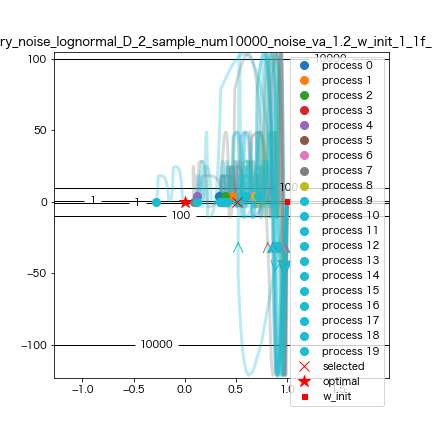 ry_noise_lognormal_D_2_sample_num10000_noise_va_1.2_w_init_1_1f_
100
50
0
−50
−100
−1.0
−0.5
0.0
0.5
1.0
10000
100
1
1
100
10000
process 0
process 1
process 2
process 3
process 4
process 5
process 6
process 7
process 8
process 9
process 10
process 11
process 12
process 13
process 14
process 15
process 16
process 17
process 18
process 19
selected
optimal
w_init